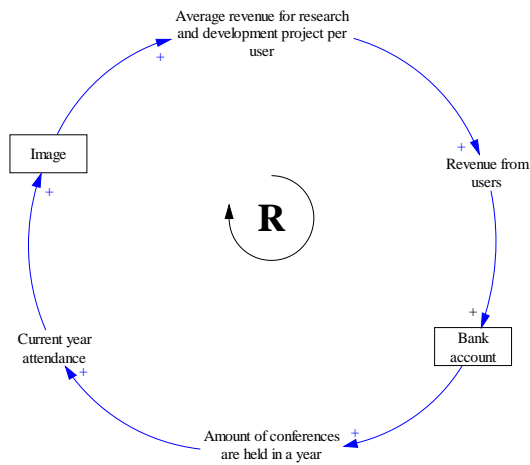 Average revenue for research
and development project per
user
+
+
Image
Revenue from
users
+
R
+
Current year
attendance
Bank
account
+
+
Amount of conferences
are held in a year